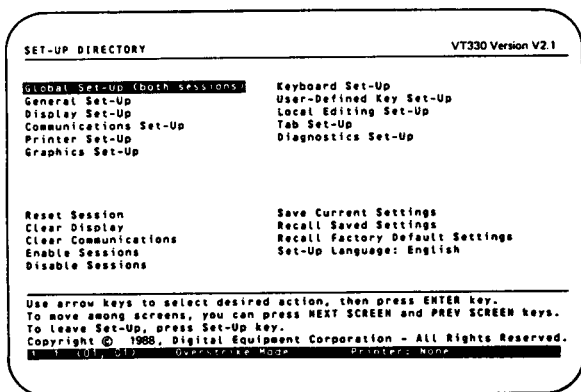 SET-UP DIRECTORY
VT330 Version V2.1
Global Set-Up (both sessions)
General Set-Up
Display Set-Up
Communications Set-Up
Printer Set-Up
Graphics Set-Up
Keyboard Set-Up
User-Defined Key Set-Up
Local Editing Set-Up
Tab Set-Up
Diagnostics Set-Up
Reset Session
Clear Display
Clear Communications
Enable Sessions
Disable Sessions
Save Current Settings
Recall Saved Settings
Recall Factory Default Settings
Set-Up Language: English
Use arrow keys to select desired action, then press ENTER key.
To move among screens, you can press NEXT SCREEN and PREV SCREEN keys.
To leave Set-Up, press Set-Up key.
Copyright © 1988, Digital Equipment Corporation - All Rights Reserved.
1 1 (01, 01) Overstrike Mode Printer: None